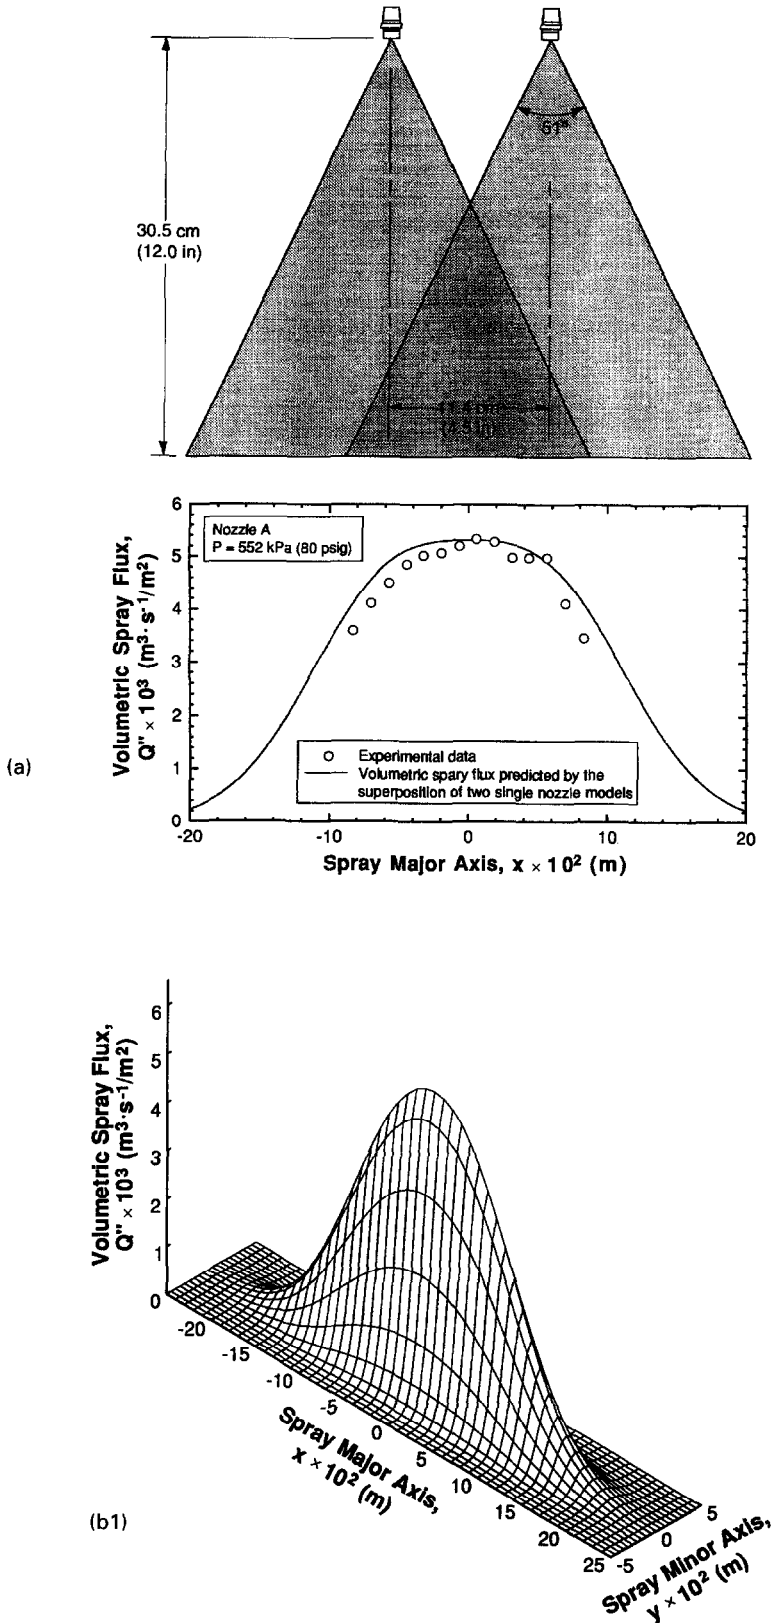 30.5 cm
(12.0 in)
Nozzle A
P = 552 kPa (80 psig)
Volumetric Spray Flux,
Q" × 10³ (m³·s⁻¹/m²)
6
5
4
3
2
1
0
Experimental data
Volumetric spary flux predicted by the
superposition of two single nozzle models
-20
-10
0
10
20
Spray Major Axis, x × 10² (m)
(a)
Volumetric Spray Flux,
Q" × 10³ (m³·s⁻¹/m²)
6
5
4
3
2
1
0
-20
-15
-10
-5
0
5
10
15
20
25
Spray Major Axis,
x × 10² (m)
-5
0
5
Spray Minor Axis,
y × 10² (m)
(b1)